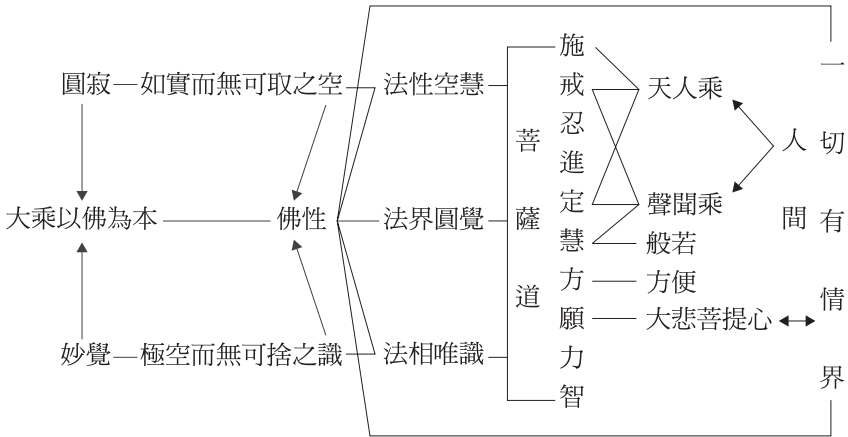 圓寂
如實而無可取之空
大乘以佛為本
佛性
妙覺
極空而無可捨之識
法性空慧
法界圓覺
法相唯識
菩薩道
施戒忍進定慧方願力智
天人乘
聲聞乘
般若
方便
大悲菩提心
人間
一切有情界